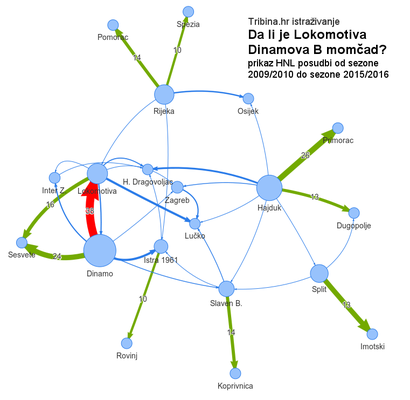 Tribina.hr istraživanje
Da li je Lokomotiva
Dinamova B momčad?
prikaz HNL posudbi od sezone
2009/2010 do sezone 2015/2016
Spezia
Pomorac
14
10
Rijeka
Osijek
Pomorac
26
H. Dragovoljac
Inter Z.
Lokomotiva
Zagreb
13
Hajduk
16
98
Dugopolje
Lučko
Sesvete
24
Dinamo
Istra 1961
Split
Slaven B.
10
13
14
Imotski
Rovinj
Koprivnica